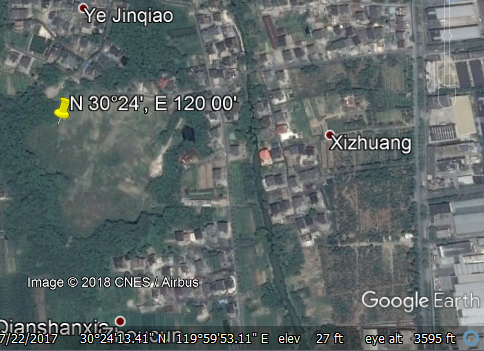 Ye Jinqiao
N 30°24', E 120 00'
Xizhuang
Image © 2018 CNES / Airbus
Google Earth
7/22/2017 30°24'13.41" N 119°59'53.11" E elev 27 ft eye alt 3595 ft